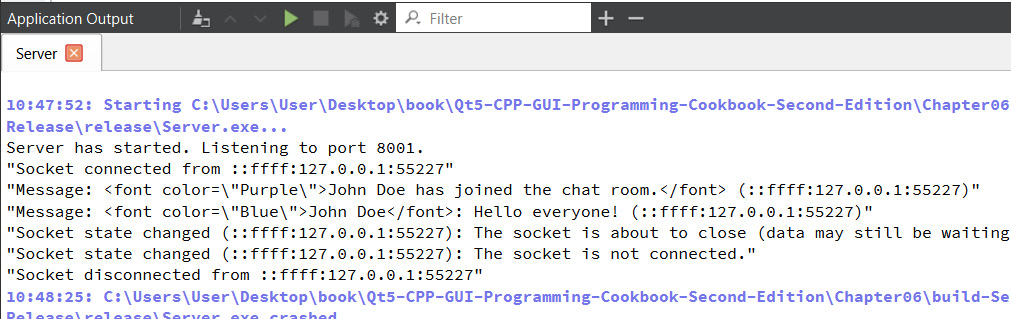 Application Output
Filter
Server
10:47:52: Starting C:\Users\User\Desktop\book\Qt5-CPP-GUI-Programming-Cookbook-Second-Edition\Chapter06
Release\release\Server.exe...
Server has started. Listening to port 8001.
"Socket connected from ::ffff:127.0.0.1:55227"
"Message: <font color=\"Purple\">John Doe has joined the chat room.</font> (::ffff:127.0.0.1:55227)"
"Message: <font color=\"Blue\">John Doe</font>: Hello everyone! (::ffff:127.0.0.1:55227)"
"Socket state changed (::ffff:127.0.0.1:55227): The socket is about to close (data may still be waiting
"Socket state changed (::ffff:127.0.0.1:55227): The socket is not connected."
"Socket disconnected from ::ffff:127.0.0.1:55227"
10:48:25: C:\Users\User\Desktop\book\Qt5-CPP-GUI-Programming-Cookbook-Second-Edition\Chapter06\build-Se
Release\release\Server.exe crashed